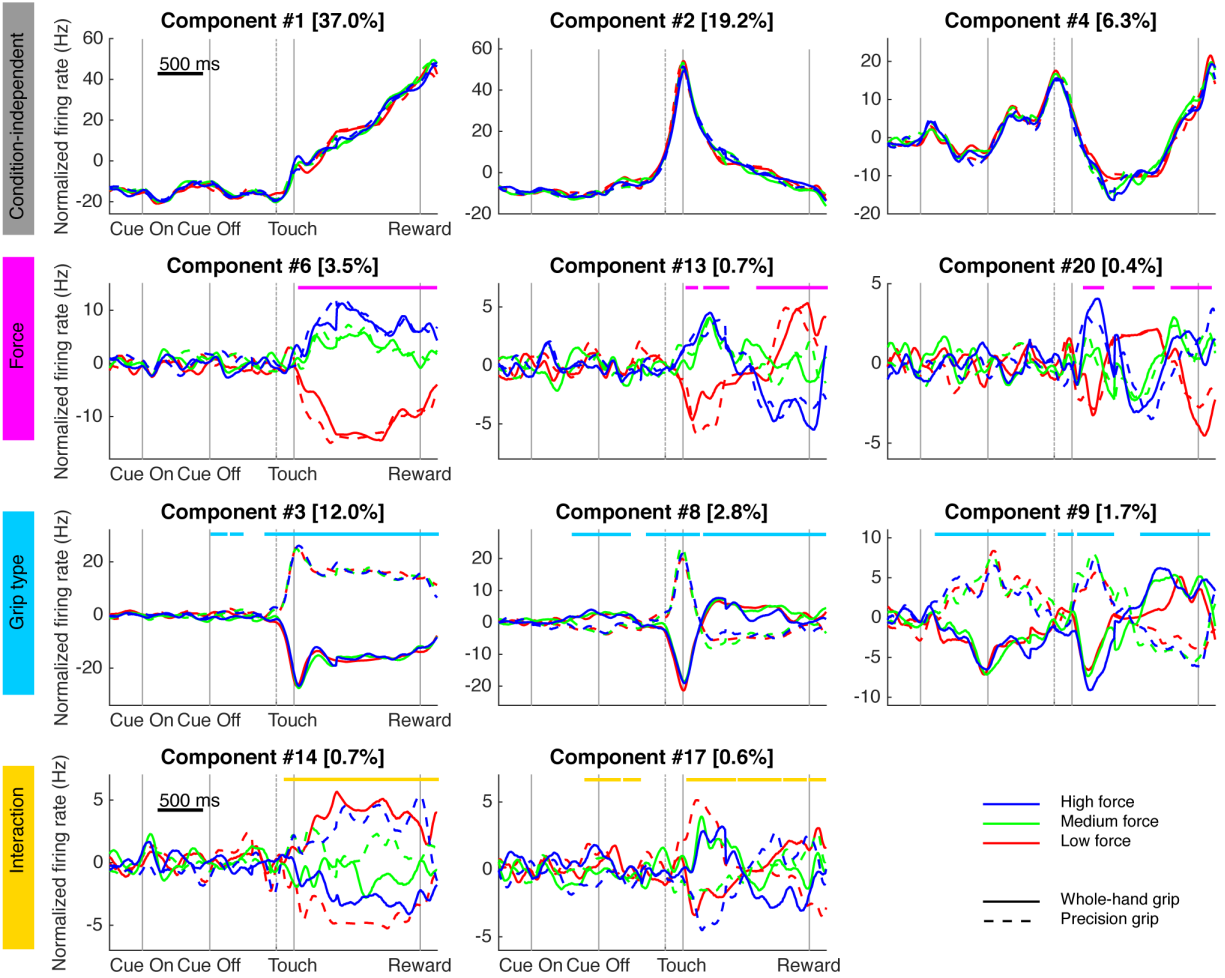 Component #1 [37.0%] Component #2 [19.2%] Component #4 [6.3%]
Condition-independent
Normalized firing rate (Hz)
60 40 20 0 -20
500 ms
60 40 20 0 -20
20 10 0 -10 -20
Cue On Cue Off Touch Reward
Component #6 [3.5%] Component #13 [0.7%] Component #20 [0.4%]
Force
Normalized firing rate (Hz)
10 0 -10
5 0 -5
5 0 -5
Cue On Cue Off Touch Reward
Component #3 [12.0%] Component #8 [2.8%] Component #9 [1.7%]
Grip type
Normalized firing rate (Hz)
20 0 -20
20 10 0 -10 -20
10 5 0 -5 -10
Cue On Cue Off Touch Reward
Component #14 [0.7%] Component #17 [0.6%]
Interaction
Normalized firing rate (Hz)
5 0 -5
500 ms
5 0 -5
High force
Medium force
Low force
Whole-hand grip
Precision grip
Cue On Cue Off Touch Reward Cue On Cue Off Touch Reward